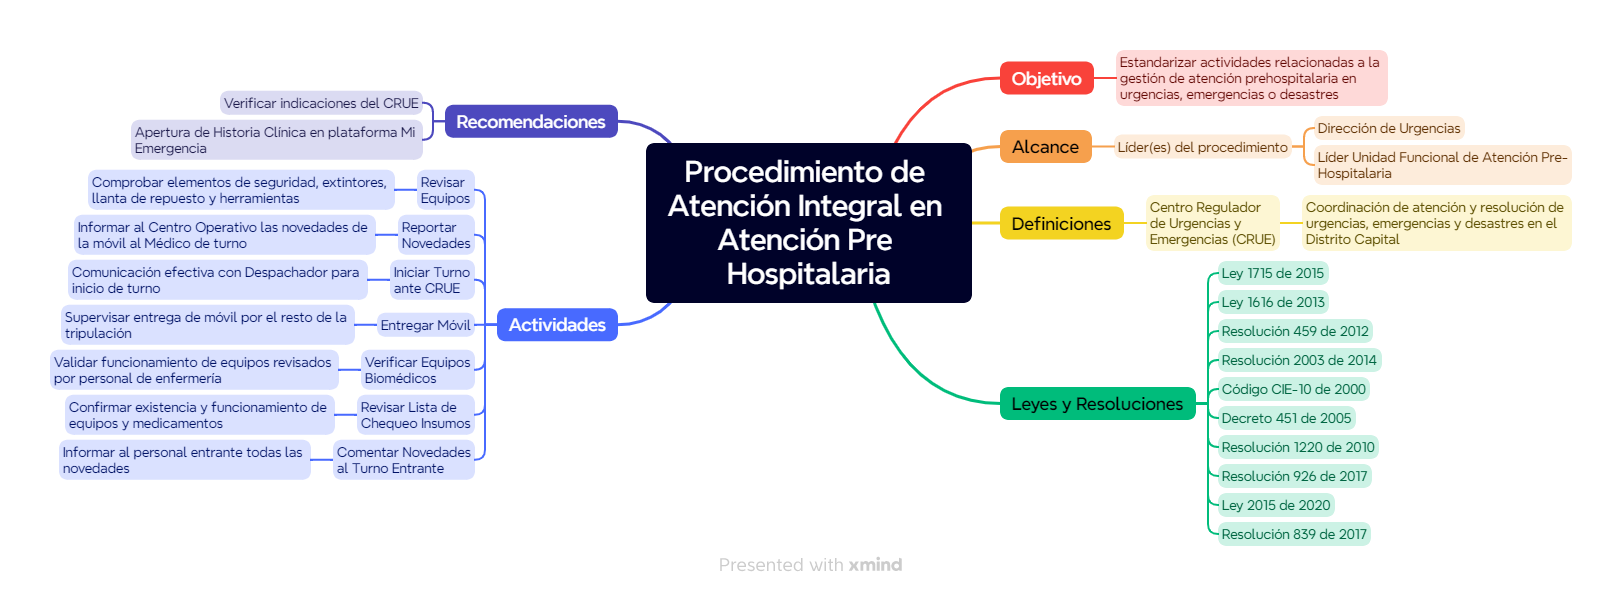 Procedimiento de
Atención Integral en
Atención Pre
Hospitalaria
Objetivo
Estandarizar actividades relacionadas a la
gestión de atención prehospitalaria en
urgencias, emergencias o desastres
Alcance
Líder(es) del procedimiento
Dirección de Urgencias
Líder Unidad Funcional de Atención Pre-
Hospitalaria
Definiciones
Centro Regulador
de Urgencias y
Emergencias (CRUE)
Coordinación de atención y resolución de
urgencias, emergencias y desastres en el
Distrito Capital
Leyes y Resoluciones
Ley 1715 de 2015
Ley 1616 de 2013
Resolución 459 de 2012
Resolución 2003 de 2014
Código CIE-10 de 2000
Decreto 451 de 2005
Resolución 1220 de 2010
Resolución 926 de 2017
Ley 2015 de 2020
Resolución 839 de 2017
Recomendaciones
Verificar indicaciones del CRUE
Apertura de Historia Clínica en plataforma Mi
Emergencia
Actividades
Revisar
Equipos
Comprobar elementos de seguridad, extintores,
llanta de repuesto y herramientas
Reportar
Novedades
Informar al Centro Operativo las novedades de
la móvil al Médico de turno
Iniciar Turno
ante CRUE
Comunicación efectiva con Despachador para
inicio de turno
Entregar Móvil
Supervisar entrega de móvil por el resto de la
tripulación
Verificar Equipos
Biomédicos
Validar funcionamiento de equipos revisados
por personal de enfermería
Revisar Lista de
Chequeo Insumos
Confirmar existencia y funcionamiento de
equipos y medicamentos
Comentar Novedades
al Turno Entrante
Informar al personal entrante todas las
novedades
Presented with xmind